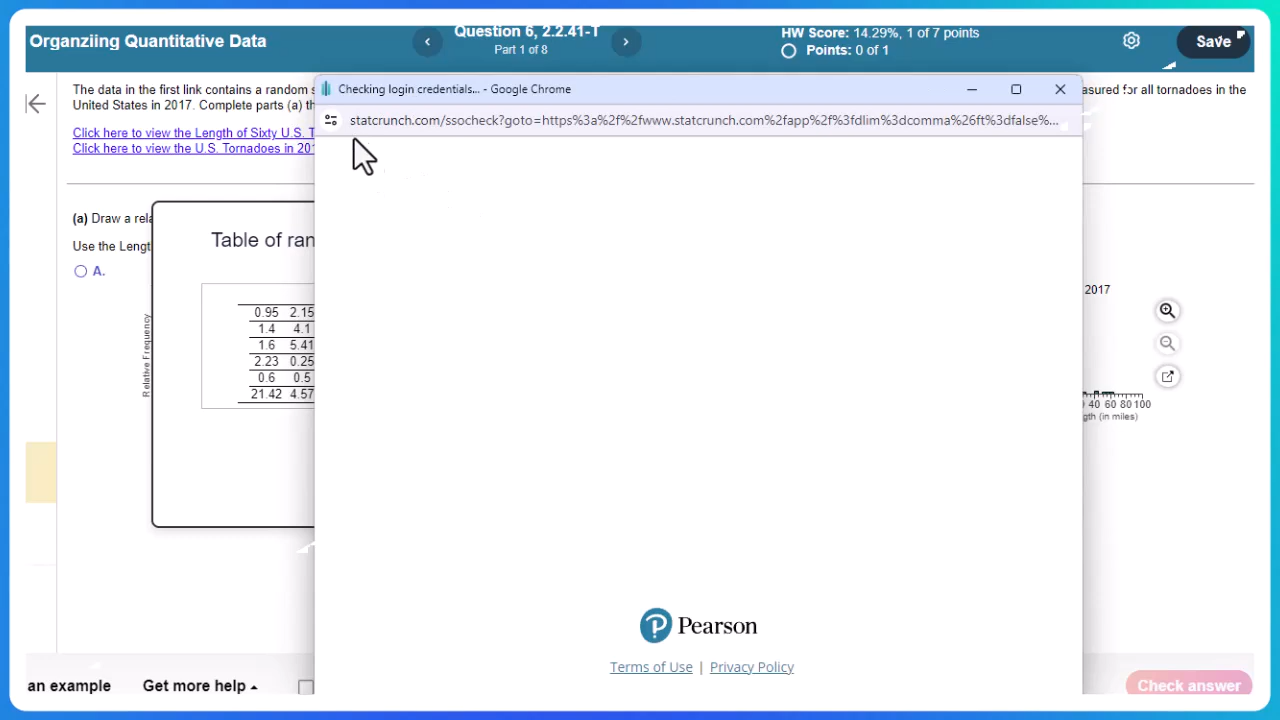 Organziing Quantitative Data
Question 6, 2.2.41-T
Part 1 of 8
HW Score: 14.29%, 1 of 7 points
Points: 0 of 1
Save
The data in the first link contains a random s
asured for all tornadoes in the
United States in 2017. Complete parts (a) th
Click here to view the Length of Sixty U.S. T
Click here to view the U.S. Tornadoes in 201
Checking login credentials... - Google Chrome
statcrunch.com/ssocheck?goto=https%3a%2f%2fwww.statcrunch.com%2fapp%2f%3fdlim%3dcomma%26ft%3dfalse%...
(a) Draw a rela
Use the Length
A.
Relative Frequency
Table of ran
0.95 2.15
1.4 4.1
1.6 5.41
2.23 0.25
0.6 0.5
21.42 4.57
2017
40 60 80 100
gth (in miles)
Pearson
Terms of Use | Privacy Policy
an example
Get more help
Check answer